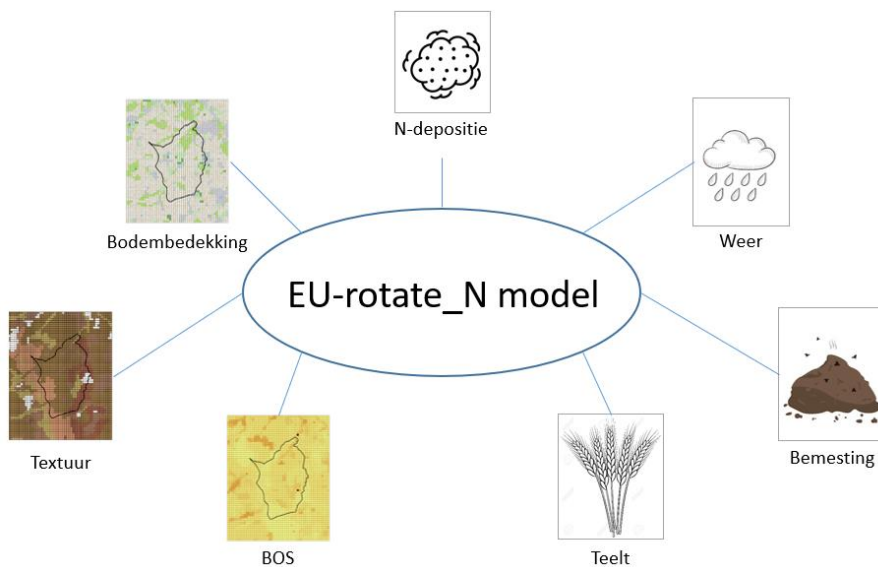 N-depositie
Bodembedekking
Weer
EU-rotate_N model
Textuur
Bemesting
BOS
Teelt